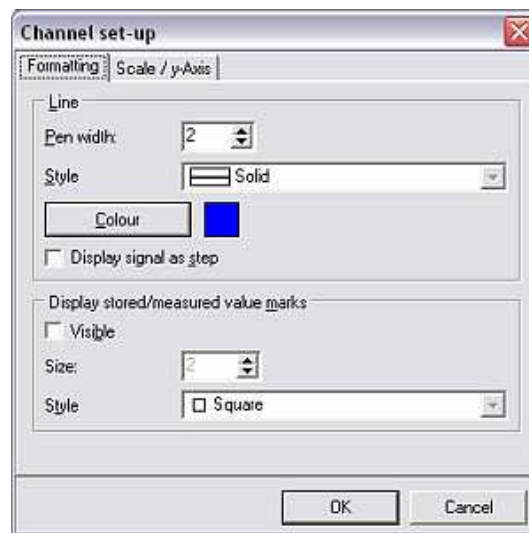 Channel set-up
Formatting Scale / y-Axis
Line
Pen width: 2
Style Solid
Colour
Display signal as step
Display stored/measured value marks
Visible
Size: 2
Style Square
OK Cancel